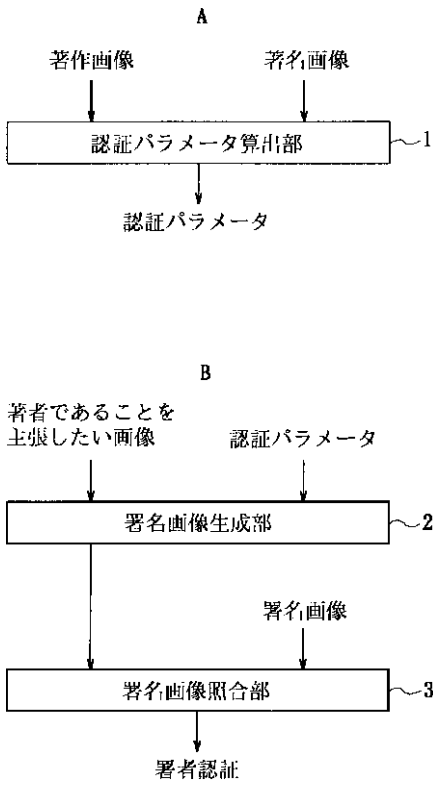 A
著作画像 著名画像
認証パラメータ算出部 1
認証パラメータ
B
著者であることを
主張したい画像 認証パラメータ
署名画像生成部 2
署名画像
署名画像照合部 3
署者認証